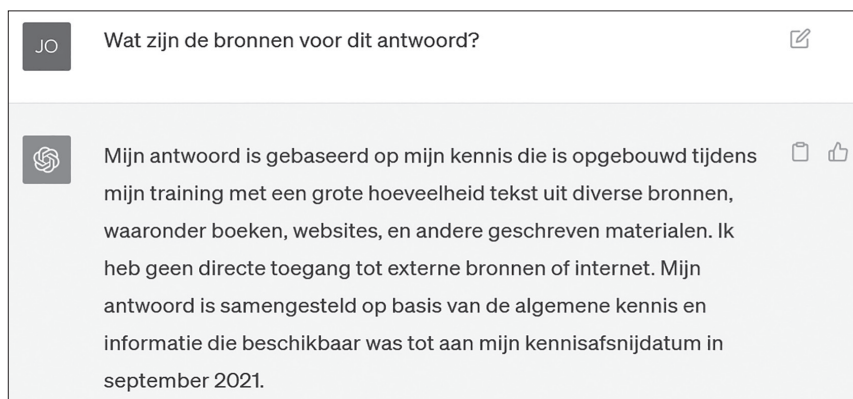 JO
Wat zijn de bronnen voor dit antwoord?
Mijn antwoord is gebaseerd op mijn kennis die is opgebouwd tijdens
mijn training met een grote hoeveelheid tekst uit diverse bronnen,
waaronder boeken, websites, en andere geschreven materialen. Ik
heb geen directe toegang tot externe bronnen of internet. Mijn
antwoord is samengesteld op basis van de algemene kennis en
informatie die beschikbaar was tot aan mijn kennisafsnijdatum in
september 2021.